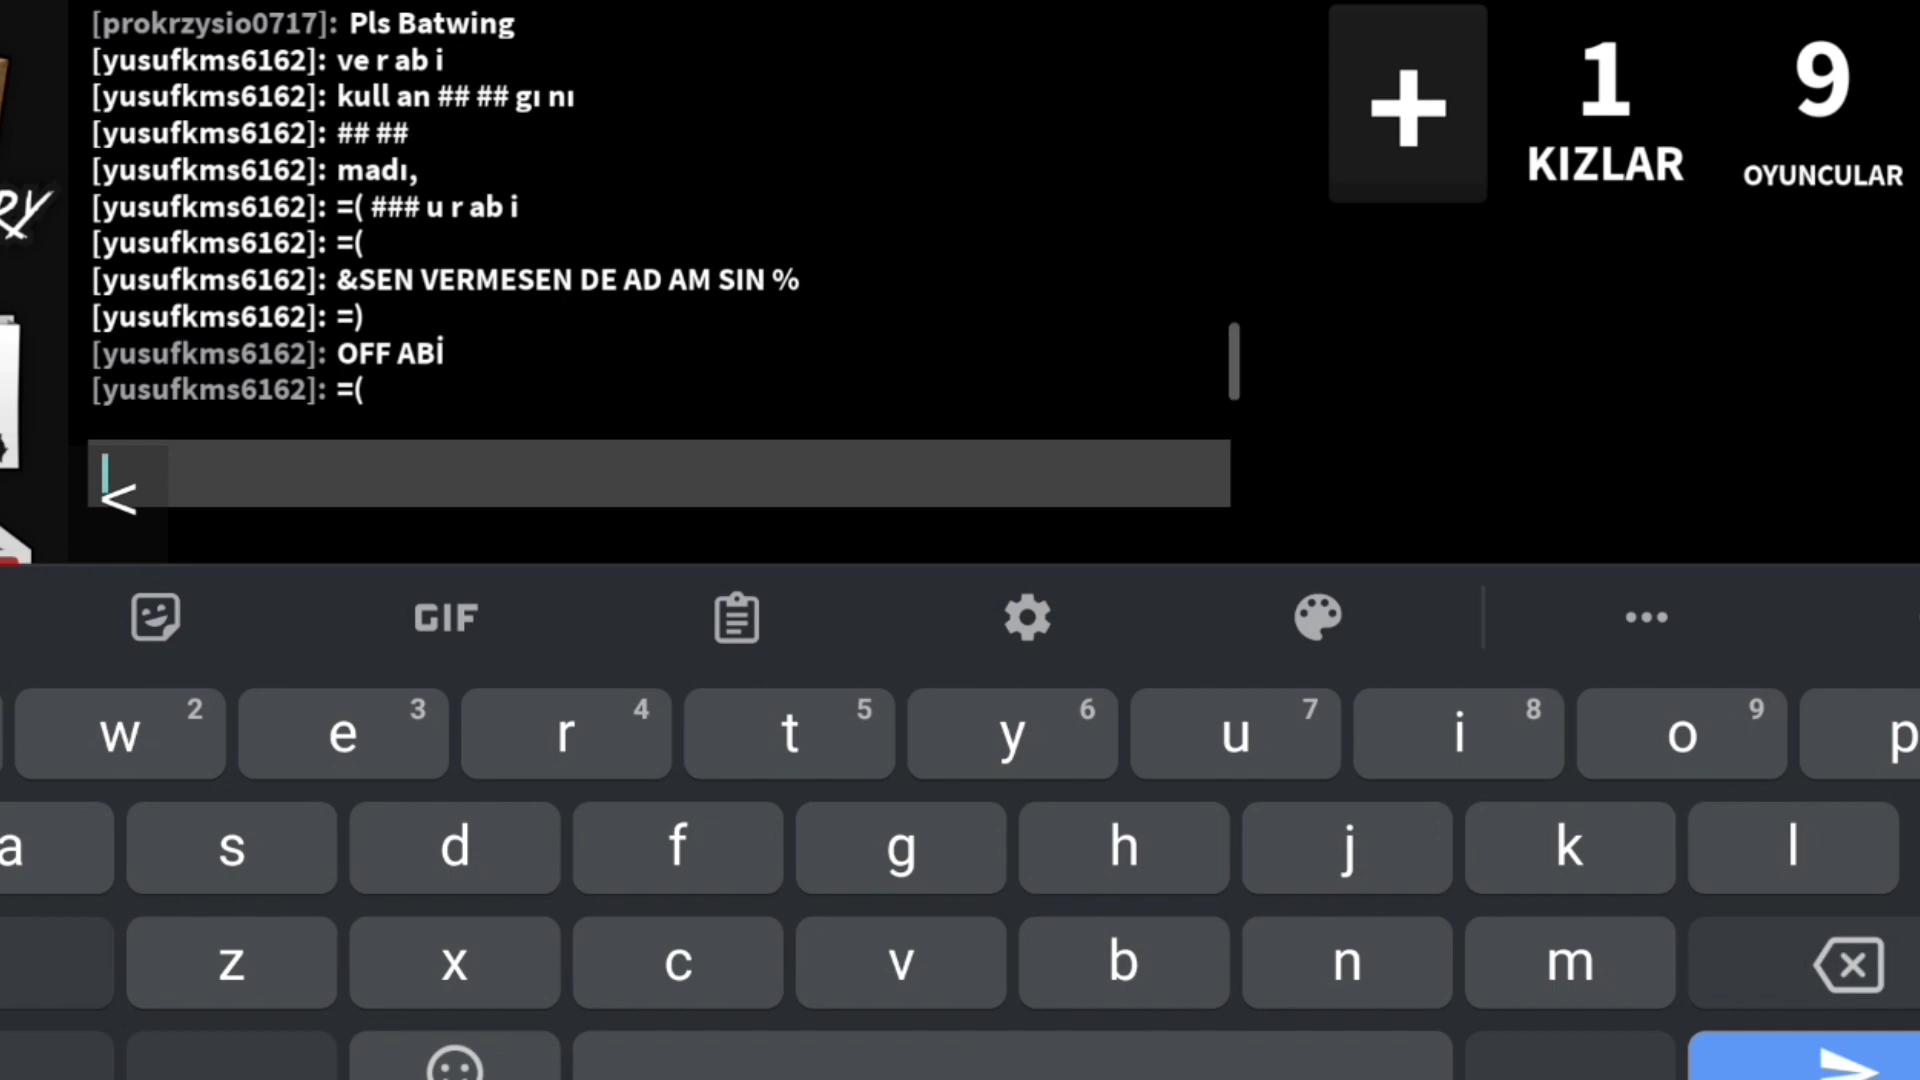 [prokrzysio0717]: Pls Batwing
[yusufkms6162]: ve r ab i
[yusufkms6162]: kull an ## ## gı nı
[yusufkms6162]: ## ##
[yusufkms6162]: madı,
[yusufkms6162]: =( ### u r ab i
[yusufkms6162]: =(
[yusufkms6162]: &SEN VERMESEN DE AD AM SIN %
[yusufkms6162]: =)
[yusufkms6162]: OFF ABİ
[yusufkms6162]: =(
<
+
1
KIZLAR
9
OYUNCULAR
RY
GIF
w 2 e 3 r 4 t 5 y 6 u 7 i 8 o 9 p
a s d f g h j k l
z x c v b n m